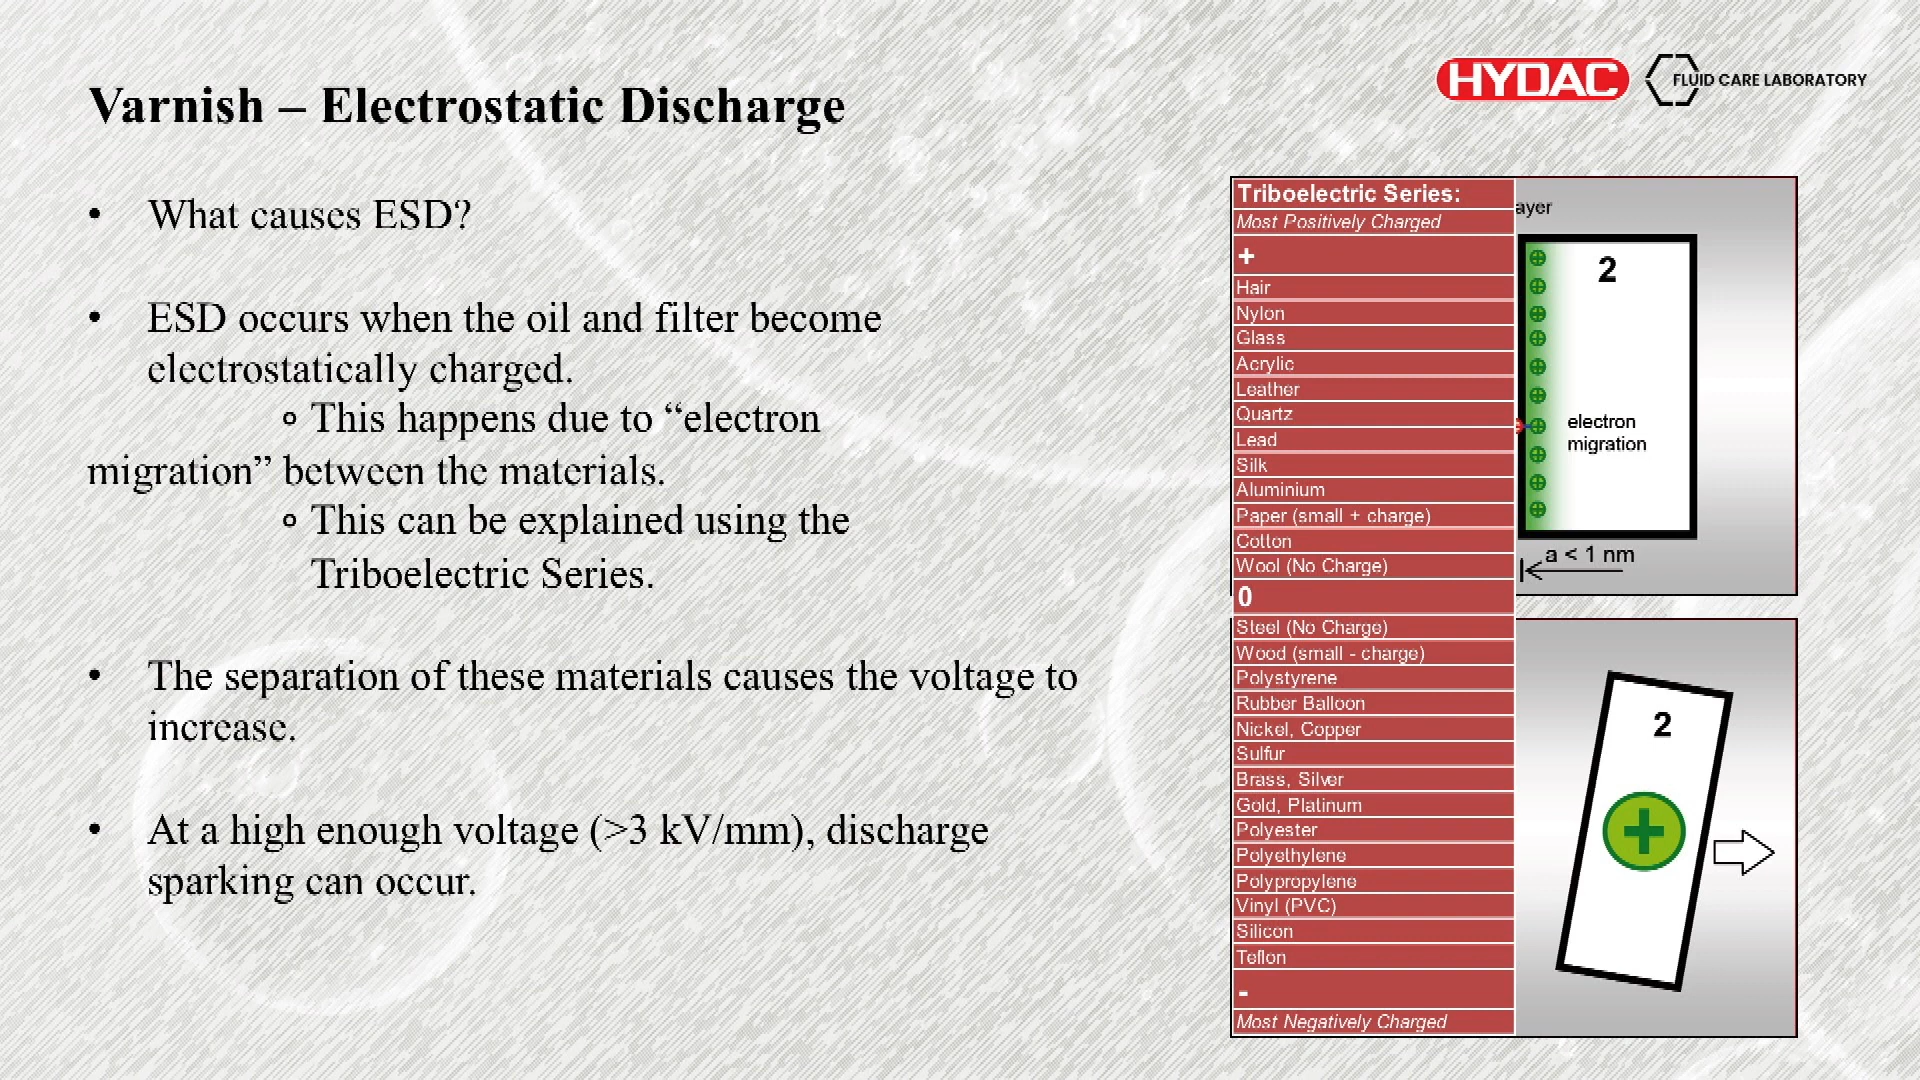 Varnish – Electrostatic Discharge
HYDAC
FLUID CARE LABORATORY
• What causes ESD?
• ESD occurs when the oil and filter become
electrostatically charged.
∘ This happens due to “electron
migration” between the materials.
∘ This can be explained using the
Triboelectric Series.
• The separation of these materials causes the voltage to
increase.
• At a high enough voltage (>3 kV/mm), discharge
sparking can occur.
Triboelectric Series:
Most Positively Charged
+
Hair
Nylon
Glass
Acrylic
Leather
Quartz
Lead
Silk
Aluminium
Paper (small + charge)
Cotton
Wool (No Charge)
0
Steel (No Charge)
Wood (small - charge)
Polystyrene
Rubber Balloon
Nickel, Copper
Sulfur
Brass, Silver
Gold, Platinum
Polyester
Polyethylene
Polypropylene
Vinyl (PVC)
Silicon
Teflon
-
Most Negatively Charged
ayer
2
electron
migration
a < 1 nm
2
+